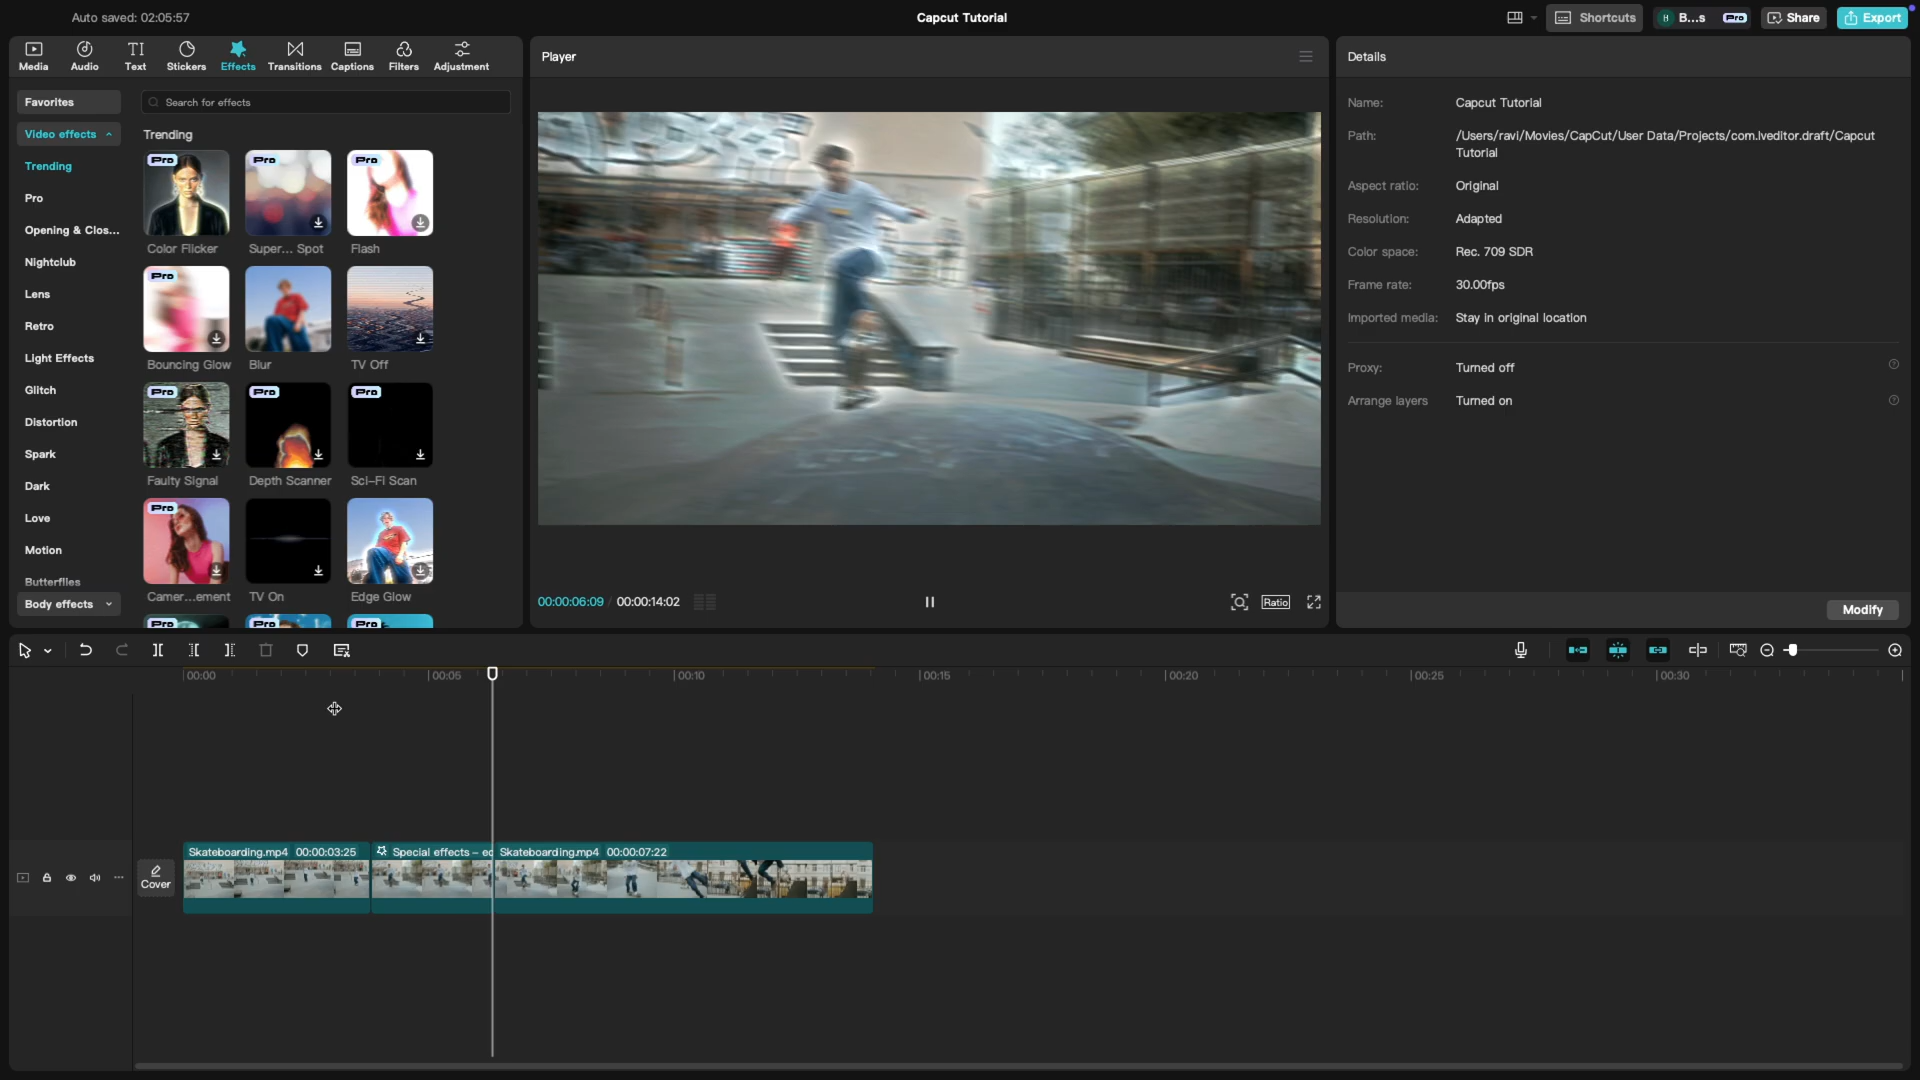 Auto saved: 02:05:57
Capcut Tutorial
Shortcuts
B...s
Pro
Share
Export
Media
Audio
Text
Stickers
Effects
Transitions
Captions
Filters
Adjustment
Favorites
Video effects
Trending
Pro
Opening & Clos...
Nightclub
Lens
Retro
Light Effects
Glitch
Distortion
Spark
Dark
Love
Motion
Butterflies
Body effects
Search for effects
Trending
Pro
Pro
Pro
Color Flicker
Super... Spot
Flash
Pro
Bouncing Glow
Blur
TV Off
Pro
Pro
Pro
Faulty Signal
Depth Scanner
Sci-Fi Scan
Pro
Camer...ement
TV On
Edge Glow
Pro
Pro
Pro
Player
00:00:06:09 / 00:00:14:02
Ratio
Details
Name: Capcut Tutorial
Path: /Users/ravi/Movies/CapCut/User Data/Projects/com.lveditor.draft/Capcut
Tutorial
Aspect ratio: Original
Resolution: Adapted
Color space: Rec. 709 SDR
Frame rate: 30.00fps
Imported media: Stay in original location
Proxy: Turned off
Arrange layers Turned on
Modify
00:00
00:05
00:10
00:15
00:20
00:25
00:30
Cover
Skateboarding.mp4 00:00:03:25
Special effects – ec
Skateboarding.mp4 00:00:07:22